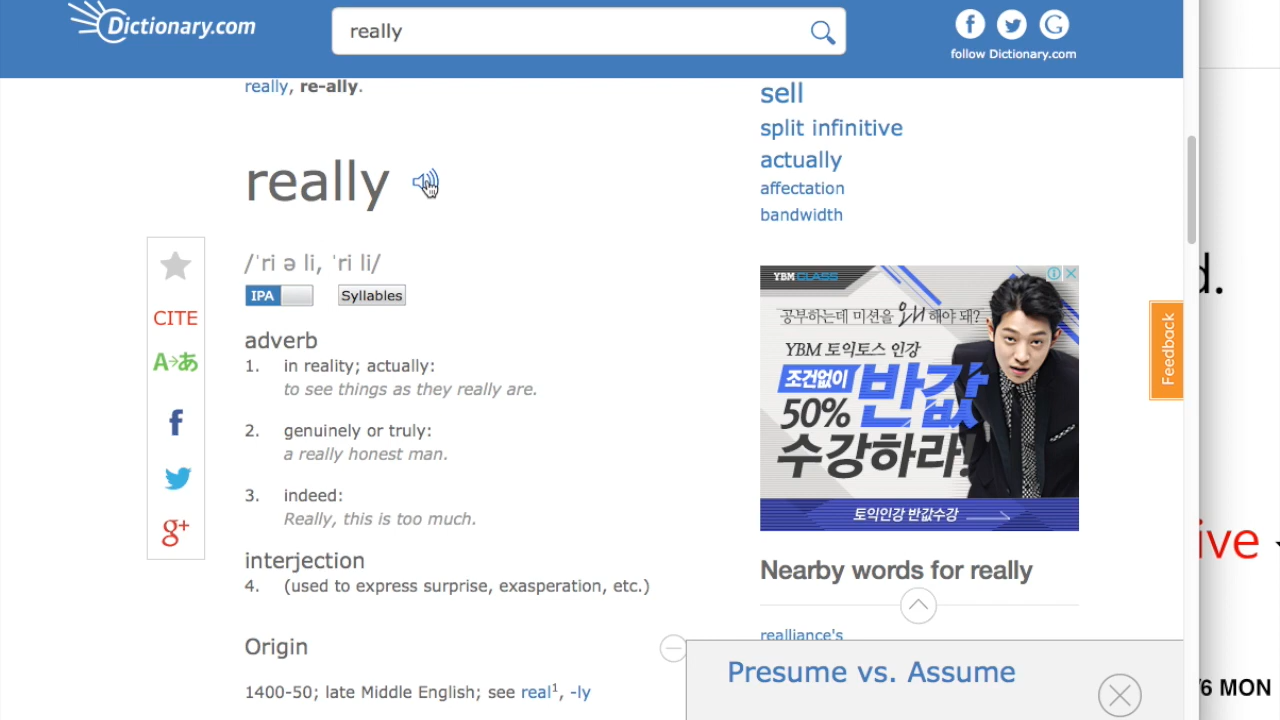 Dictionary.com
really
follow Dictionary.com
really, re-ally.
really
/ˈri ə li, ˈri li/
IPA
Syllables
CITE
A→あ
adverb
1. in reality; actually:
to see things as they really are.
2. genuinely or truly:
a really honest man.
3. indeed:
Really, this is too much.
interjection
4. (used to express surprise, exasperation, etc.)
Origin
1400-50; late Middle English; see real¹, -ly
sell
split infinitive
actually
affectation
bandwidth
YBM CLASS
공부하는데 미션을 왜 해야 돼?
YBM 토익토스 인강
조건없이 반값
50%
수강하라!
토익인강 반값수강
Nearby words for really
realliance's
Presume vs. Assume
Feedback
d.
ive
/6 MON